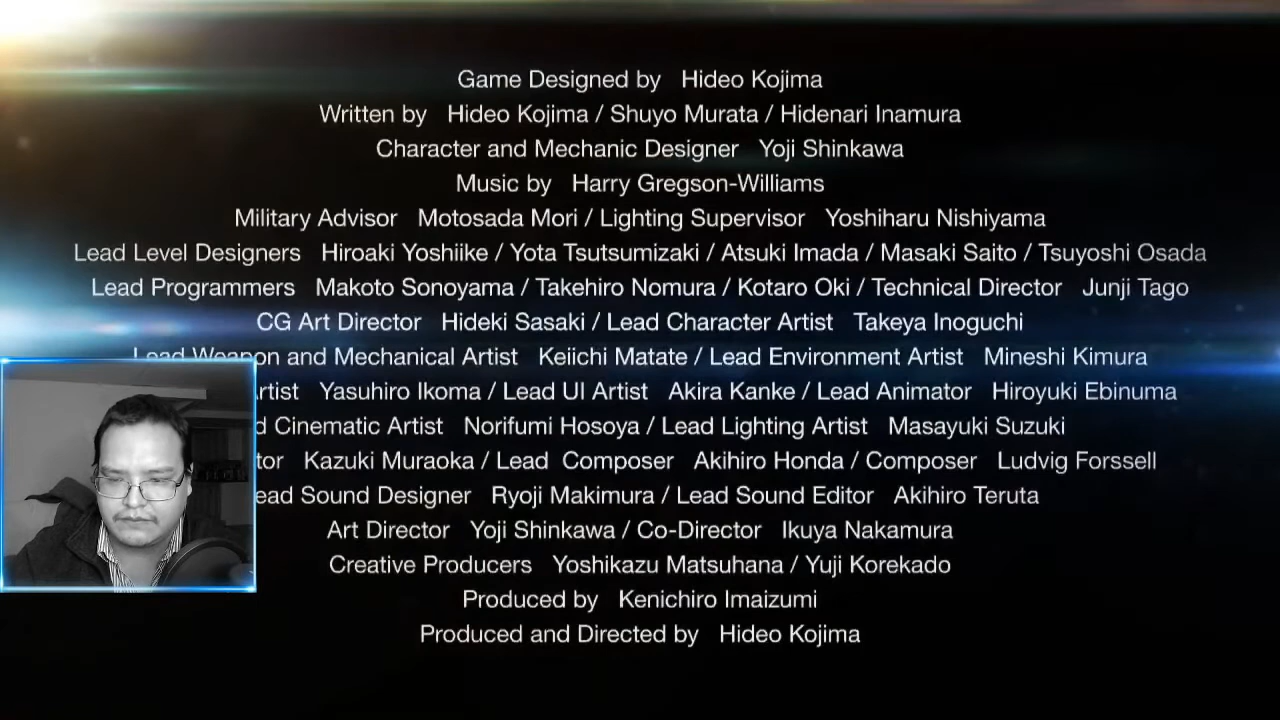 Game Designed by Hideo Kojima
Written by Hideo Kojima / Shuyo Murata / Hidenari Inamura
Character and Mechanic Designer Yoji Shinkawa
Music by Harry Gregson-Williams
Military Advisor Motosada Mori / Lighting Supervisor Yoshiharu Nishiyama
Lead Level Designers Hiroaki Yoshiike / Yota Tsutsumizaki / Atsuki Imada / Masaki Saito / Tsuyoshi Osada
Lead Programmers Makoto Sonoyama / Takehiro Nomura / Kotaro Oki / Technical Director Junji Tago
CG Art Director Hideki Sasaki / Lead Character Artist Takeya Inoguchi
Lead Weapon and Mechanical Artist Keiichi Matate / Lead Environment Artist Mineshi Kimura
Artist Yasuhiro Ikoma / Lead UI Artist Akira Kanke / Lead Animator Hiroyuki Ebinuma
Cinematic Artist Norifumi Hosoya / Lead Lighting Artist Masayuki Suzuki
Kazuki Muraoka / Lead Composer Akihiro Honda / Composer Ludvig Forssell
Lead Sound Designer Ryoji Makimura / Lead Sound Editor Akihiro Teruta
Art Director Yoji Shinkawa / Co-Director Ikuya Nakamura
Creative Producers Yoshikazu Matsuhana / Yuji Korekado
Produced by Kenichiro Imaizumi
Produced and Directed by Hideo Kojima